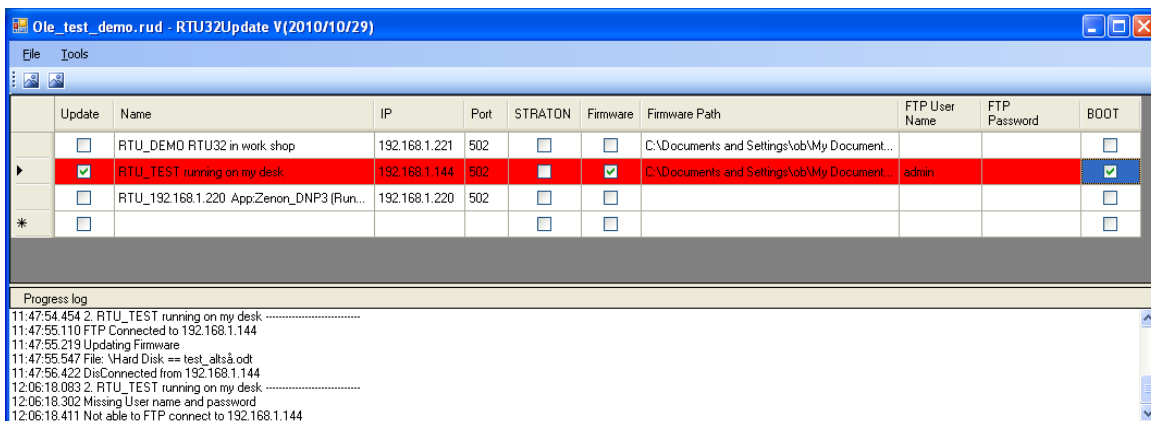 Ole_test_demo.rud - RTU32Update V(2010/10/29)
File Tools
Update Name IP Port STRATON Firmware Firmware Path FTP User Name FTP Password BOOT
RTU_DEMO RTU32 in work shop 192.168.1.221 502 C:\Documents and Settings\ob\My Document...
RTU_TEST running on my desk 192.168.1.144 502 C:\Documents and Settings\ob\My Document... admin
RTU_192.168.1.220 App:Zenon_DNP3 (Run... 192.168.1.220 502
Progress log
11:47:54.454 2. RTU_TEST running on my desk ----------------------------
11:47:55.110 FTP Connected to 192.168.1.144
11:47:55.219 Updating Firmware
11:47:55.547 File: \Hard Disk == test_altså.odt
11:47:56.422 DisConnected from 192.168.1.144
12:06:18.083 2. RTU_TEST running on my desk ----------------------------
12:06:18.302 Missing User name and password
12:06:18.411 Not able to FTP connect to 192.168.1.144